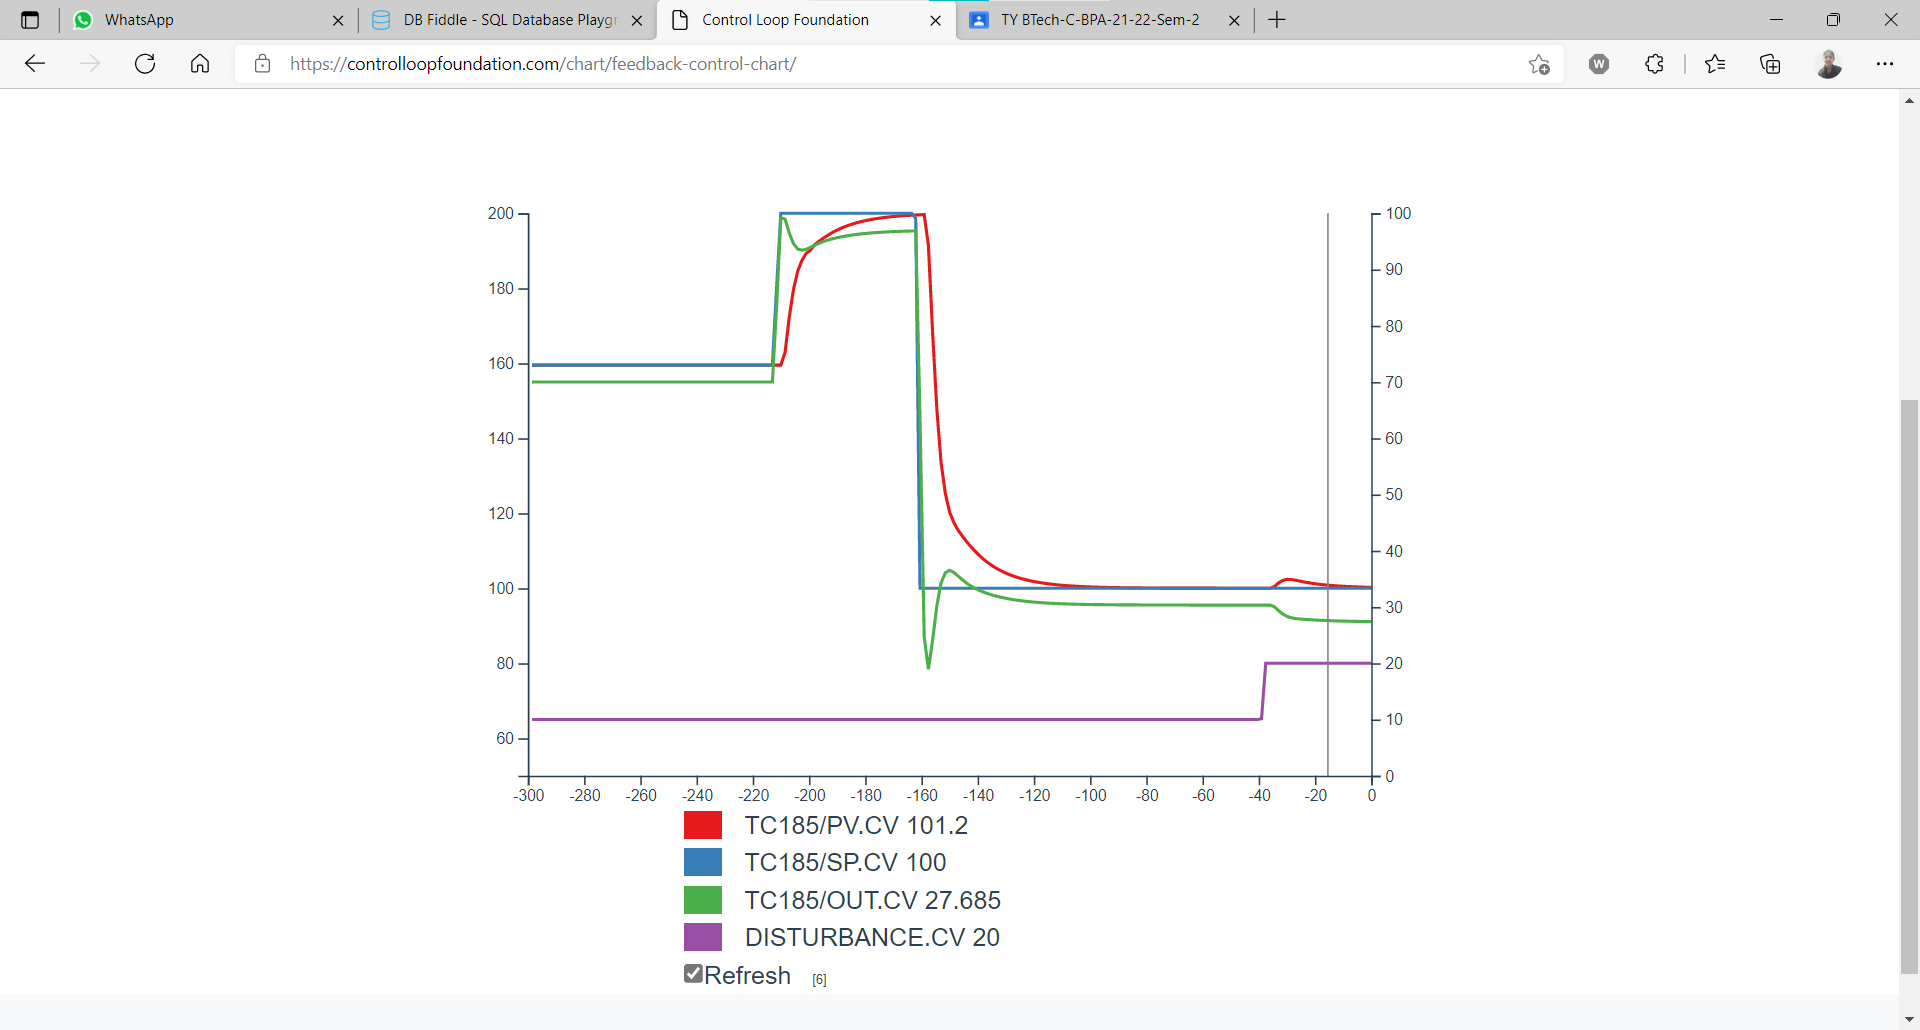 WhatsApp
DB Fiddle - SQL Database Playgr
Control Loop Foundation
TY BTech-C-BPA-21-22-Sem-2
https://controlloopfoundation.com/chart/feedback-control-chart/
W
200
180
160
140
120
100
80
60
100
90
80
70
60
50
40
30
20
10
0
-300 -280 -260 -240 -220 -200 -180 -160 -140 -120 -100 -80 -60 -40 -20 0
TC185/PV.CV 101.2
TC185/SP.CV 100
TC185/OUT.CV 27.685
DISTURBANCE.CV 20
Refresh [6]